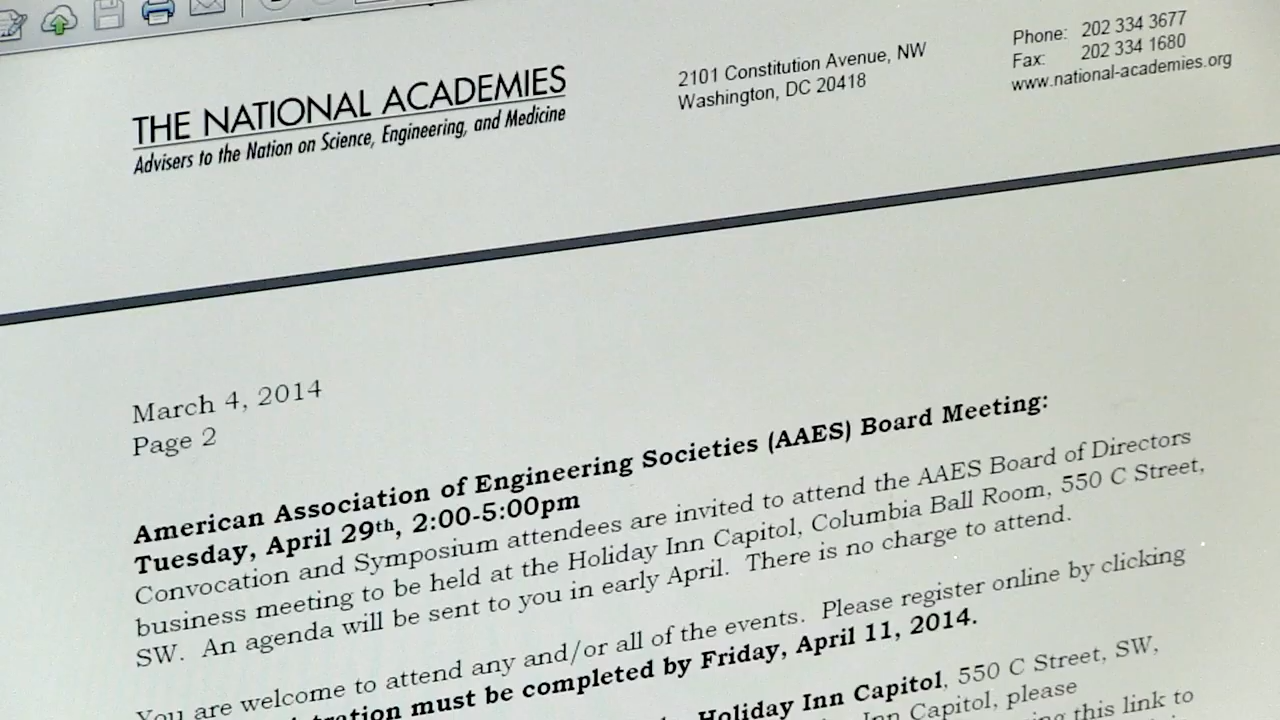 THE NATIONAL ACADEMIES
Advisers to the Nation on Science, Engineering, and Medicine
2101 Constitution Avenue, NW
Washington, DC 20418
Phone: 202 334 3677
Fax: 202 334 1680
www.national-academies.org
March 4, 2014
Page 2
American Association of Engineering Societies (AAES) Board Meeting:
Tuesday, April 29th, 2:00-5:00pm
Convocation and Symposium attendees are invited to attend the AAES Board of Directors
business meeting to be held at the Holiday Inn Capitol, Columbia Ball Room, 550 C Street,
SW. An agenda will be sent to you in early April. There is no charge to attend.
You are welcome to attend any and/or all of the events. Please register online by clicking
must be completed by Friday, April 11, 2014.
Holiday Inn Capitol, 550 C Street, SW,
Inn Capitol, please
this link to